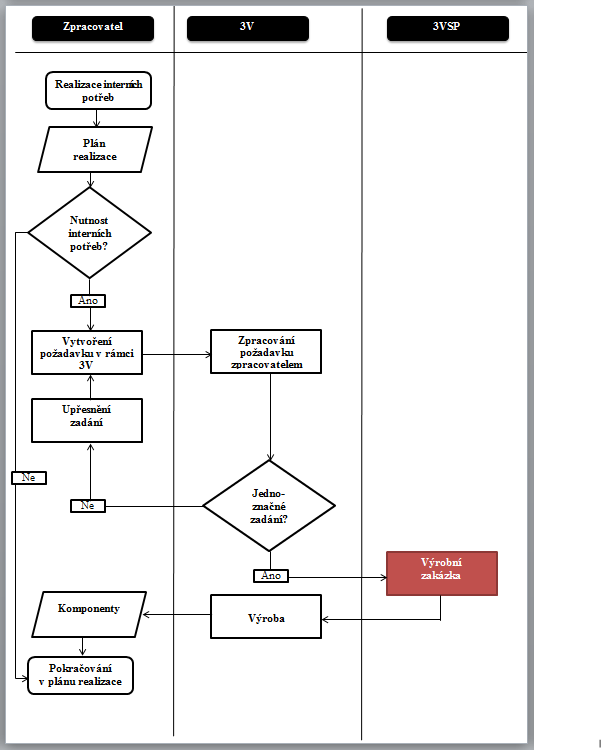 Zpracovatel
3V
3VSP
Realizace interních
potřeb
Plán
realizace
Nutnost
interních
potřeb?
Ano
Vytvoření
požadavku v rámci
3V
Zpracování
požadavku
zpracovatelem
Upřesnění
zadání
Ne
Ne
Jedno-
značné
zadání?
Ano
Výrobní
zakázka
Komponenty
Výroba
Pokračování
v plánu realizace